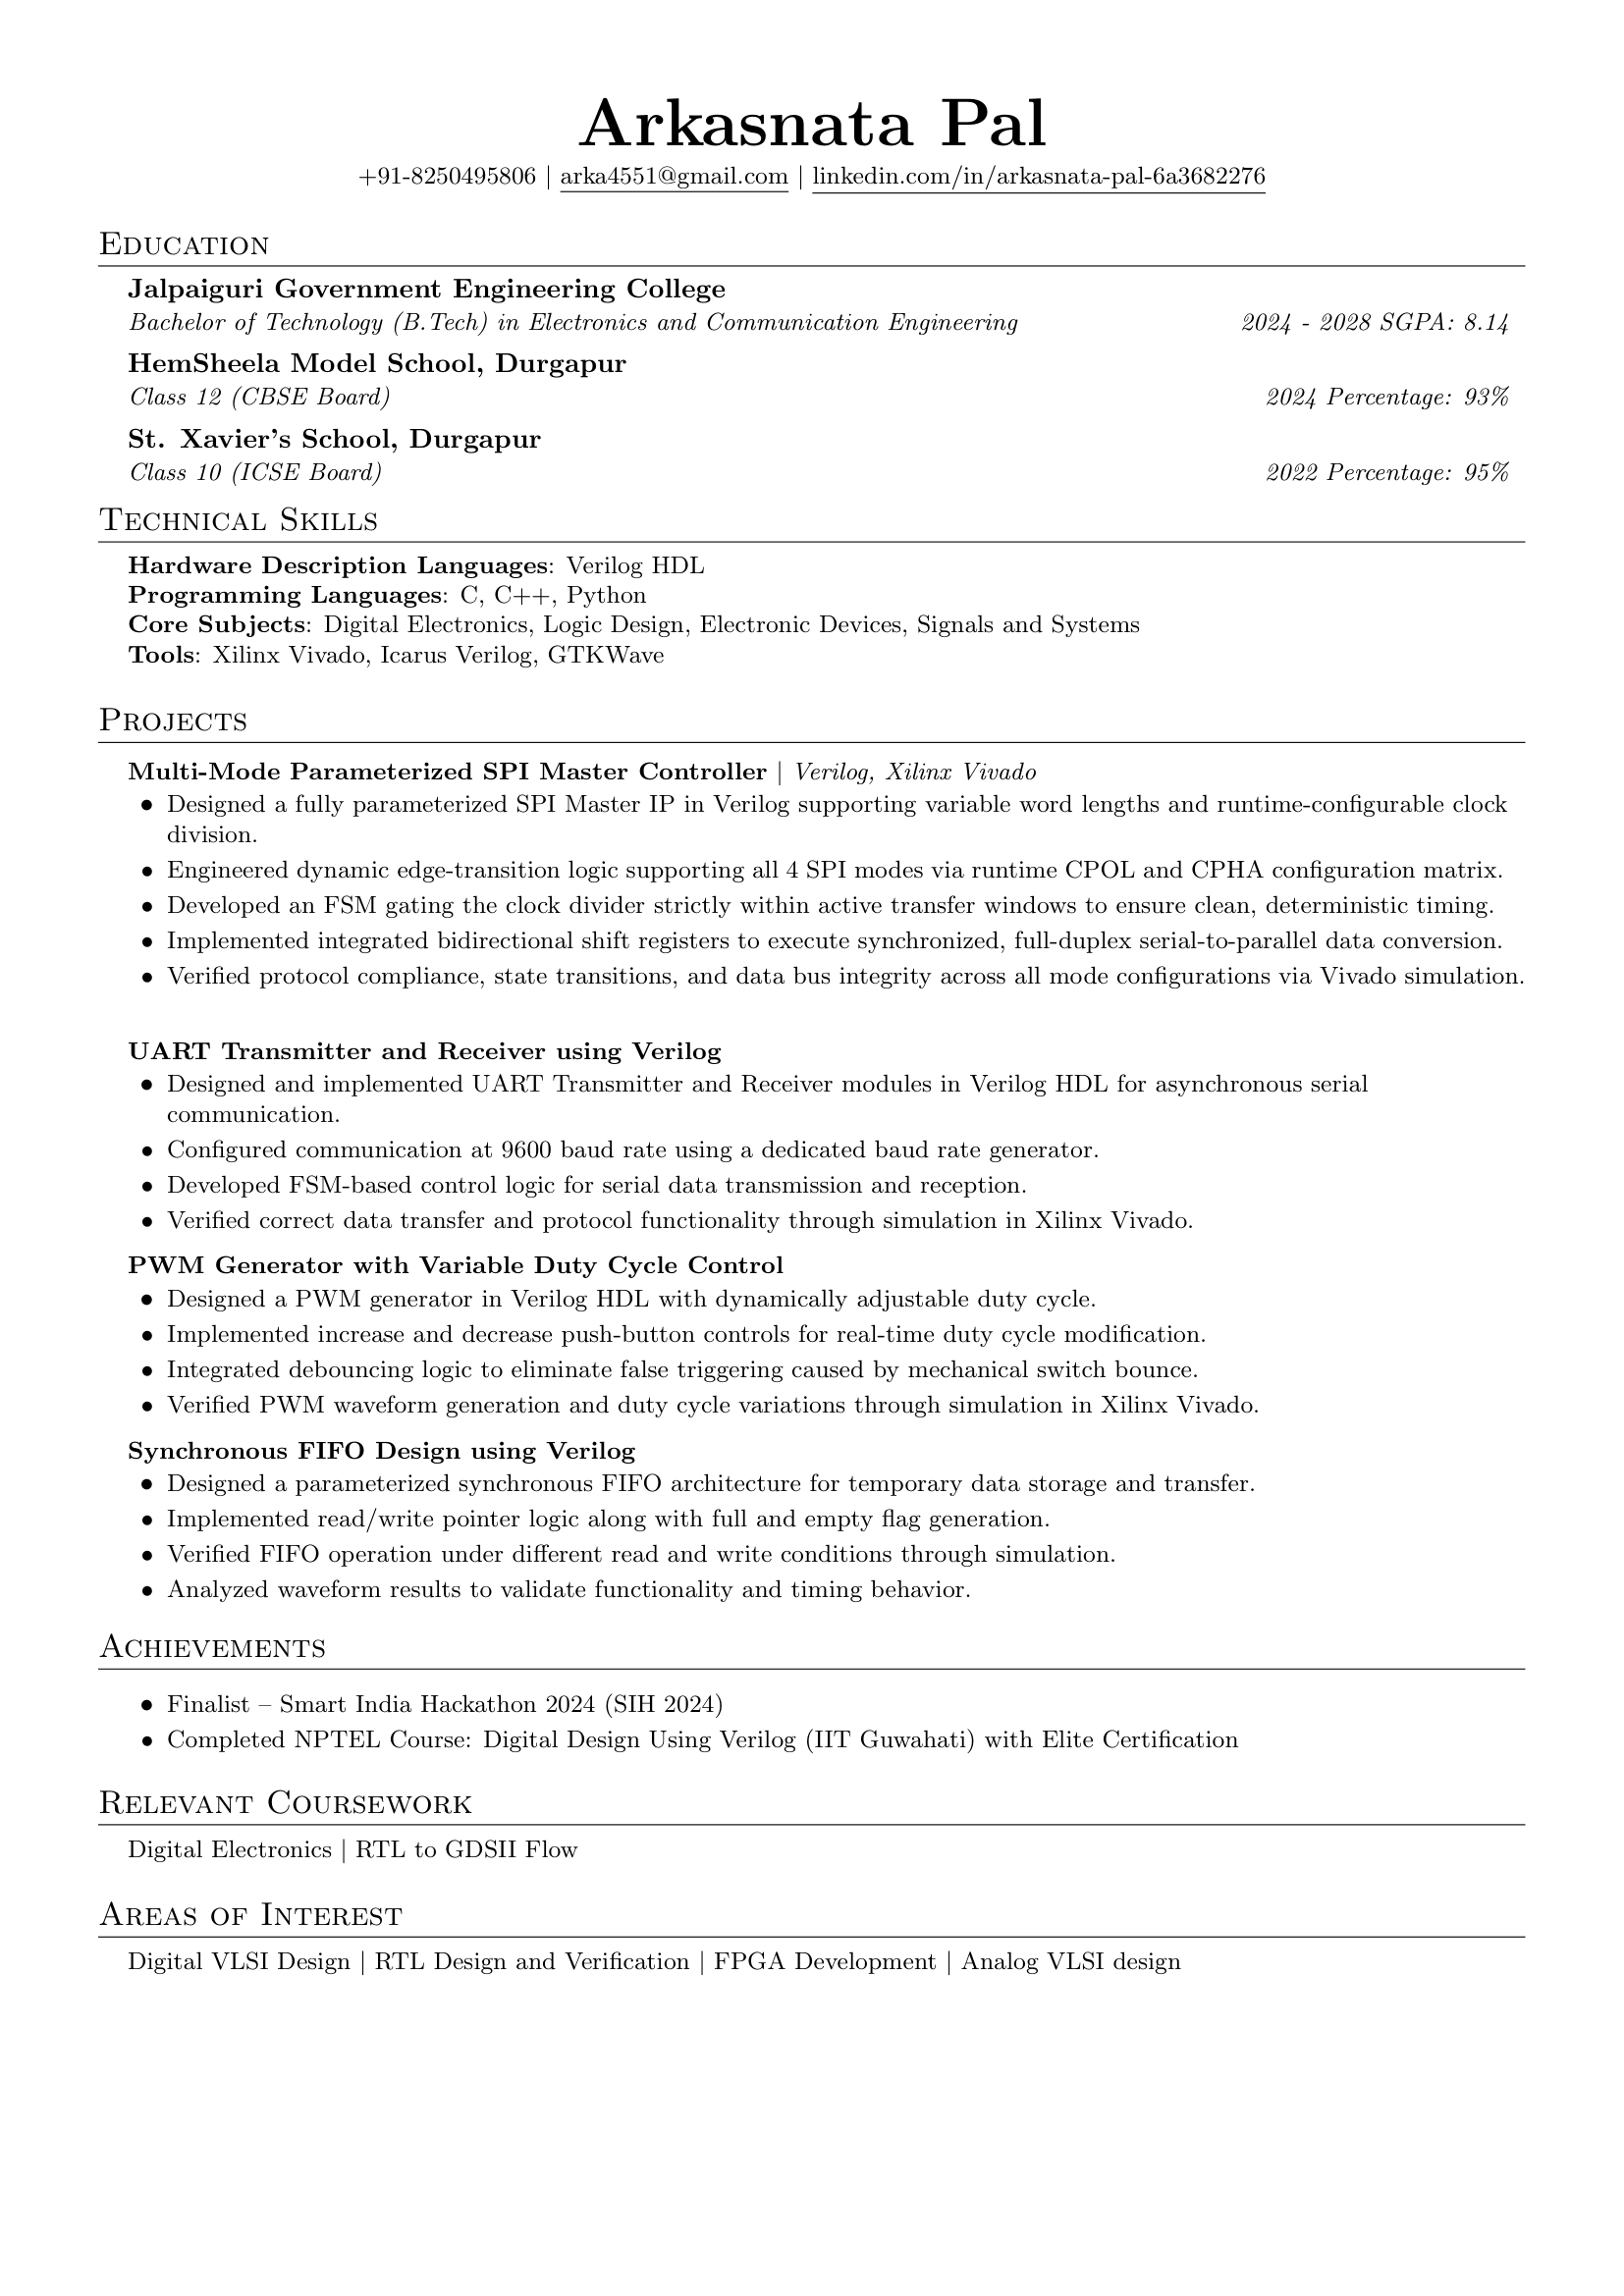 Arkasnata Pal
+91-8250495806 | arka4551@gmail.com | linkedin.com/in/arkasnata-pal-6a3682276
Education
Jalpaiguri Government Engineering College
Bachelor of Technology (B.Tech) in Electronics and Communication Engineering 2024 - 2028 SGPA: 8.14
HemSheela Model School, Durgapur
Class 12 (CBSE Board) 2024 Percentage: 93%
St. Xavier's School, Durgapur
Class 10 (ICSE Board) 2022 Percentage: 95%
Technical Skills
Hardware Description Languages: Verilog HDL
Programming Languages: C, C++, Python
Core Subjects: Digital Electronics, Logic Design, Electronic Devices, Signals and Systems
Tools: Xilinx Vivado, Icarus Verilog, GTKWave
Projects
Multi-Mode Parameterized SPI Master Controller | Verilog, Xilinx Vivado
• Designed a fully parameterized SPI Master IP in Verilog supporting variable word lengths and runtime-configurable clock
division.
• Engineered dynamic edge-transition logic supporting all 4 SPI modes via runtime CPOL and CPHA configuration matrix.
• Developed an FSM gating the clock divider strictly within active transfer windows to ensure clean, deterministic timing.
• Implemented integrated bidirectional shift registers to execute synchronized, full-duplex serial-to-parallel data conversion.
• Verified protocol compliance, state transitions, and data bus integrity across all mode configurations via Vivado simulation.
UART Transmitter and Receiver using Verilog
• Designed and implemented UART Transmitter and Receiver modules in Verilog HDL for asynchronous serial
communication.
• Configured communication at 9600 baud rate using a dedicated baud rate generator.
• Developed FSM-based control logic for serial data transmission and reception.
• Verified correct data transfer and protocol functionality through simulation in Xilinx Vivado.
PWM Generator with Variable Duty Cycle Control
• Designed a PWM generator in Verilog HDL with dynamically adjustable duty cycle.
• Implemented increase and decrease push-button controls for real-time duty cycle modification.
• Integrated debouncing logic to eliminate false triggering caused by mechanical switch bounce.
• Verified PWM waveform generation and duty cycle variations through simulation in Xilinx Vivado.
Synchronous FIFO Design using Verilog
• Designed a parameterized synchronous FIFO architecture for temporary data storage and transfer.
• Implemented read/write pointer logic along with full and empty flag generation.
• Verified FIFO operation under different read and write conditions through simulation.
• Analyzed waveform results to validate functionality and timing behavior.
Achievements
• Finalist – Smart India Hackathon 2024 (SIH 2024)
• Completed NPTEL Course: Digital Design Using Verilog (IIT Guwahati) with Elite Certification
Relevant Coursework
Digital Electronics | RTL to GDSII Flow
Areas of Interest
Digital VLSI Design | RTL Design and Verification | FPGA Development | Analog VLSI design